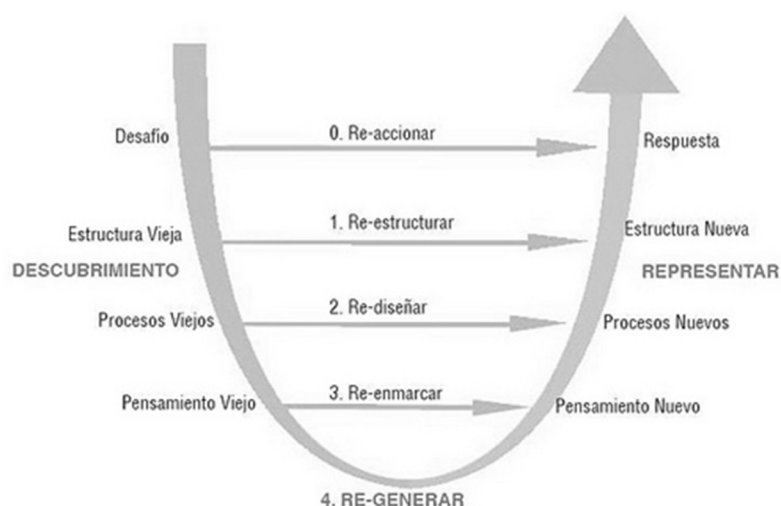 Desafío
0. Re-accionar
Respuesta
Estructura Vieja
1. Re-estructurar
Estructura Nueva
DESCUBRIMIENTO
REPRESENTAR
Procesos Viejos
2. Re-diseñar
Procesos Nuevos
Pensamiento Viejo
3. Re-enmarcar
Pensamiento Nuevo
4. RE-GENERAR